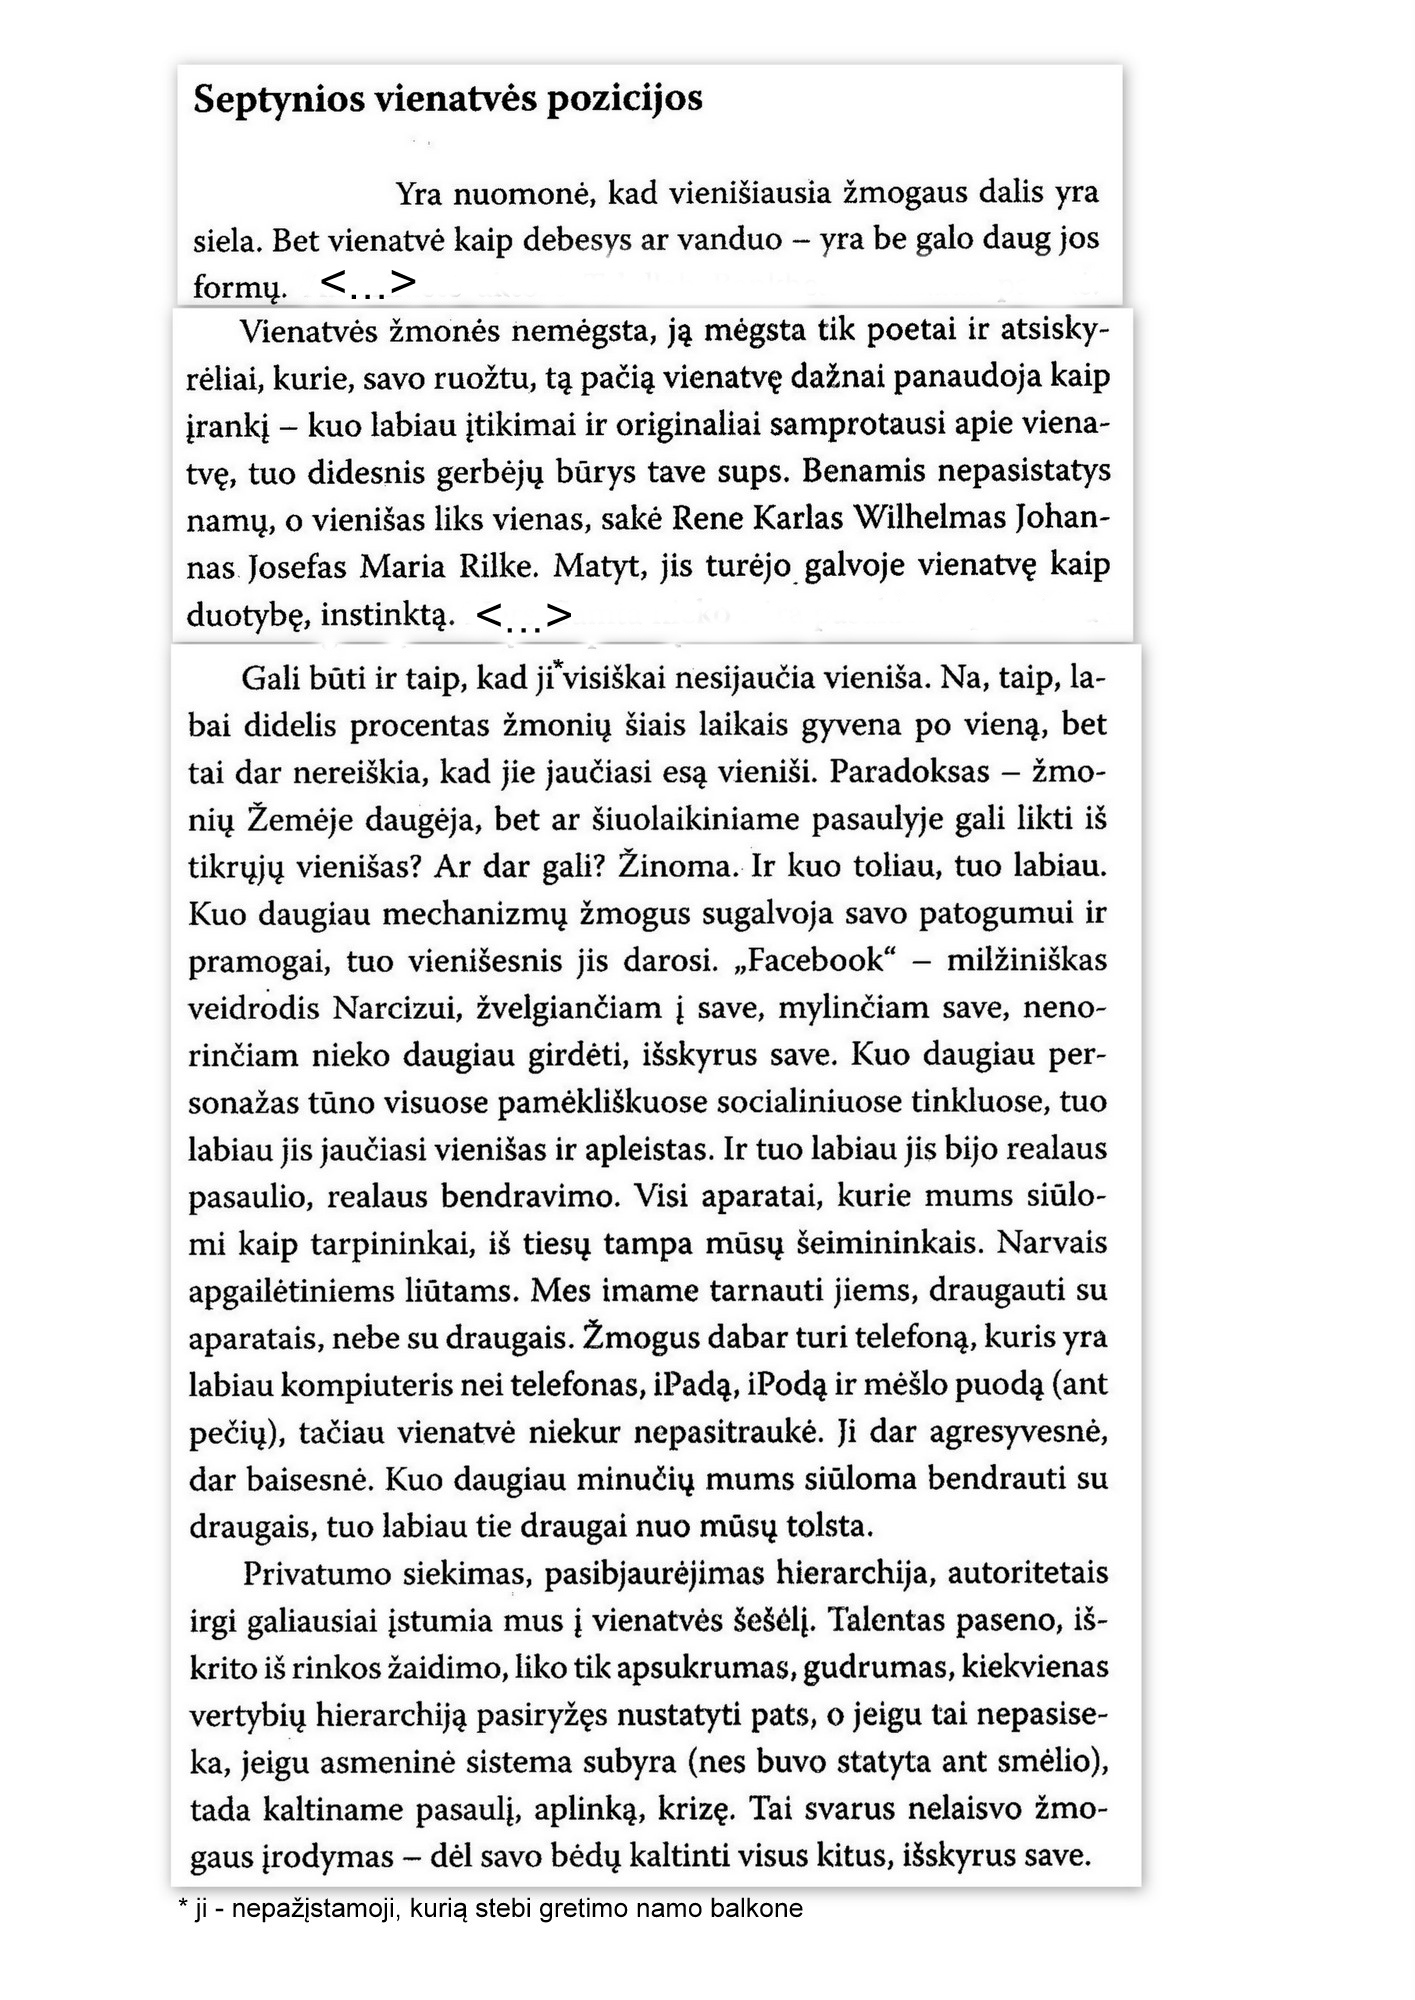 Septynios vienatvės pozicijos
Yra nuomonė, kad vienišiausia žmogaus dalis yra
siela. Bet vienatvė kaip debesys ar vanduo – yra be galo daug jos
formų. <...>
Vienatvės žmonės nemėgsta, ją mėgsta tik poetai ir atsisky-
rėliai, kurie, savo ruožtu, tą pačią vienatvę dažnai panaudoja kaip
įrankį – kuo labiau įtikimai ir originaliai samprotausi apie viena-
tvę, tuo didesnis gerbėjų būrys tave sups. Benamis nepasistatys
namų, o vienišas liks vienas, sakė Rene Karlas Wilhelmas Johan-
nas Josefas Maria Rilke. Matyt, jis turėjo galvoje vienatvę kaip
duotybę, instinktą. <...>
Gali būti ir taip, kad ji* visiškai nesijaučia vieniša. Na, taip, la-
bai didelis procentas žmonių šiais laikais gyvena po vieną, bet
tai dar nereiškia, kad jie jaučiasi esą vieniši. Paradoksas – žmo-
nių Žemėje daugėja, bet ar šiuolaikiniame pasaulyje gali likti iš
tikrųjų vienišas? Ar dar gali? Žinoma. Ir kuo toliau, tuo labiau.
Kuo daugiau mechanizmų žmogus sugalvoja savo patogumui ir
pramogai, tuo vienišesnis jis darosi. „Facebook“ – milžiniškas
veidrodis Narcizui, žvelgiančiam į save, mylinčiam save, neno-
rinčiam nieko daugiau girdėti, išskyrus save. Kuo daugiau per-
sonažas tūno visuose pamėkliškuose socialiniuose tinkluose, tuo
labiau jis jaučiasi vienišas ir apleistas. Ir tuo labiau jis bijo realaus
pasaulio, realaus bendravimo. Visi aparatai, kurie mums siūlo-
mi kaip tarpininkai, iš tiesų tampa mūsų šeimininkais. Narvais
apgailėtiniems liūtams. Mes imame tarnauti jiems, draugauti su
aparatais, nebe su draugais. Žmogus dabar turi telefoną, kuris yra
labiau kompiuteris nei telefonas, iPadą, iPodą ir mėšlo puodą (ant
pečių), tačiau vienatvė niekur nepasitraukė. Ji dar agresyvesnė,
dar baisesnė. Kuo daugiau minučių mums siūloma bendrauti su
draugais, tuo labiau tie draugai nuo mūsų tolsta.
Privatumo siekimas, pasibjaurėjimas hierarchija, autoritetais
irgi galiausiai įstumia mus į vienatvės šešėlį. Talentas paseno, iš-
krito iš rinkos žaidimo, liko tik apsukrumas, gudrumas, kiekvienas
vertybių hierarchiją pasiryžęs nustatyti pats, o jeigu tai nepasise-
ka, jeigu asmeninė sistema subyra (nes buvo statyta ant smėlio),
tada kaltiname pasaulį, aplinką, krizę. Tai svarus nelaisvo žmo-
gaus įrodymas – dėl savo bėdų kaltinti visus kitus, išskyrus save.
* ji - nepažįstamoji, kurią stebi gretimo namo balkone